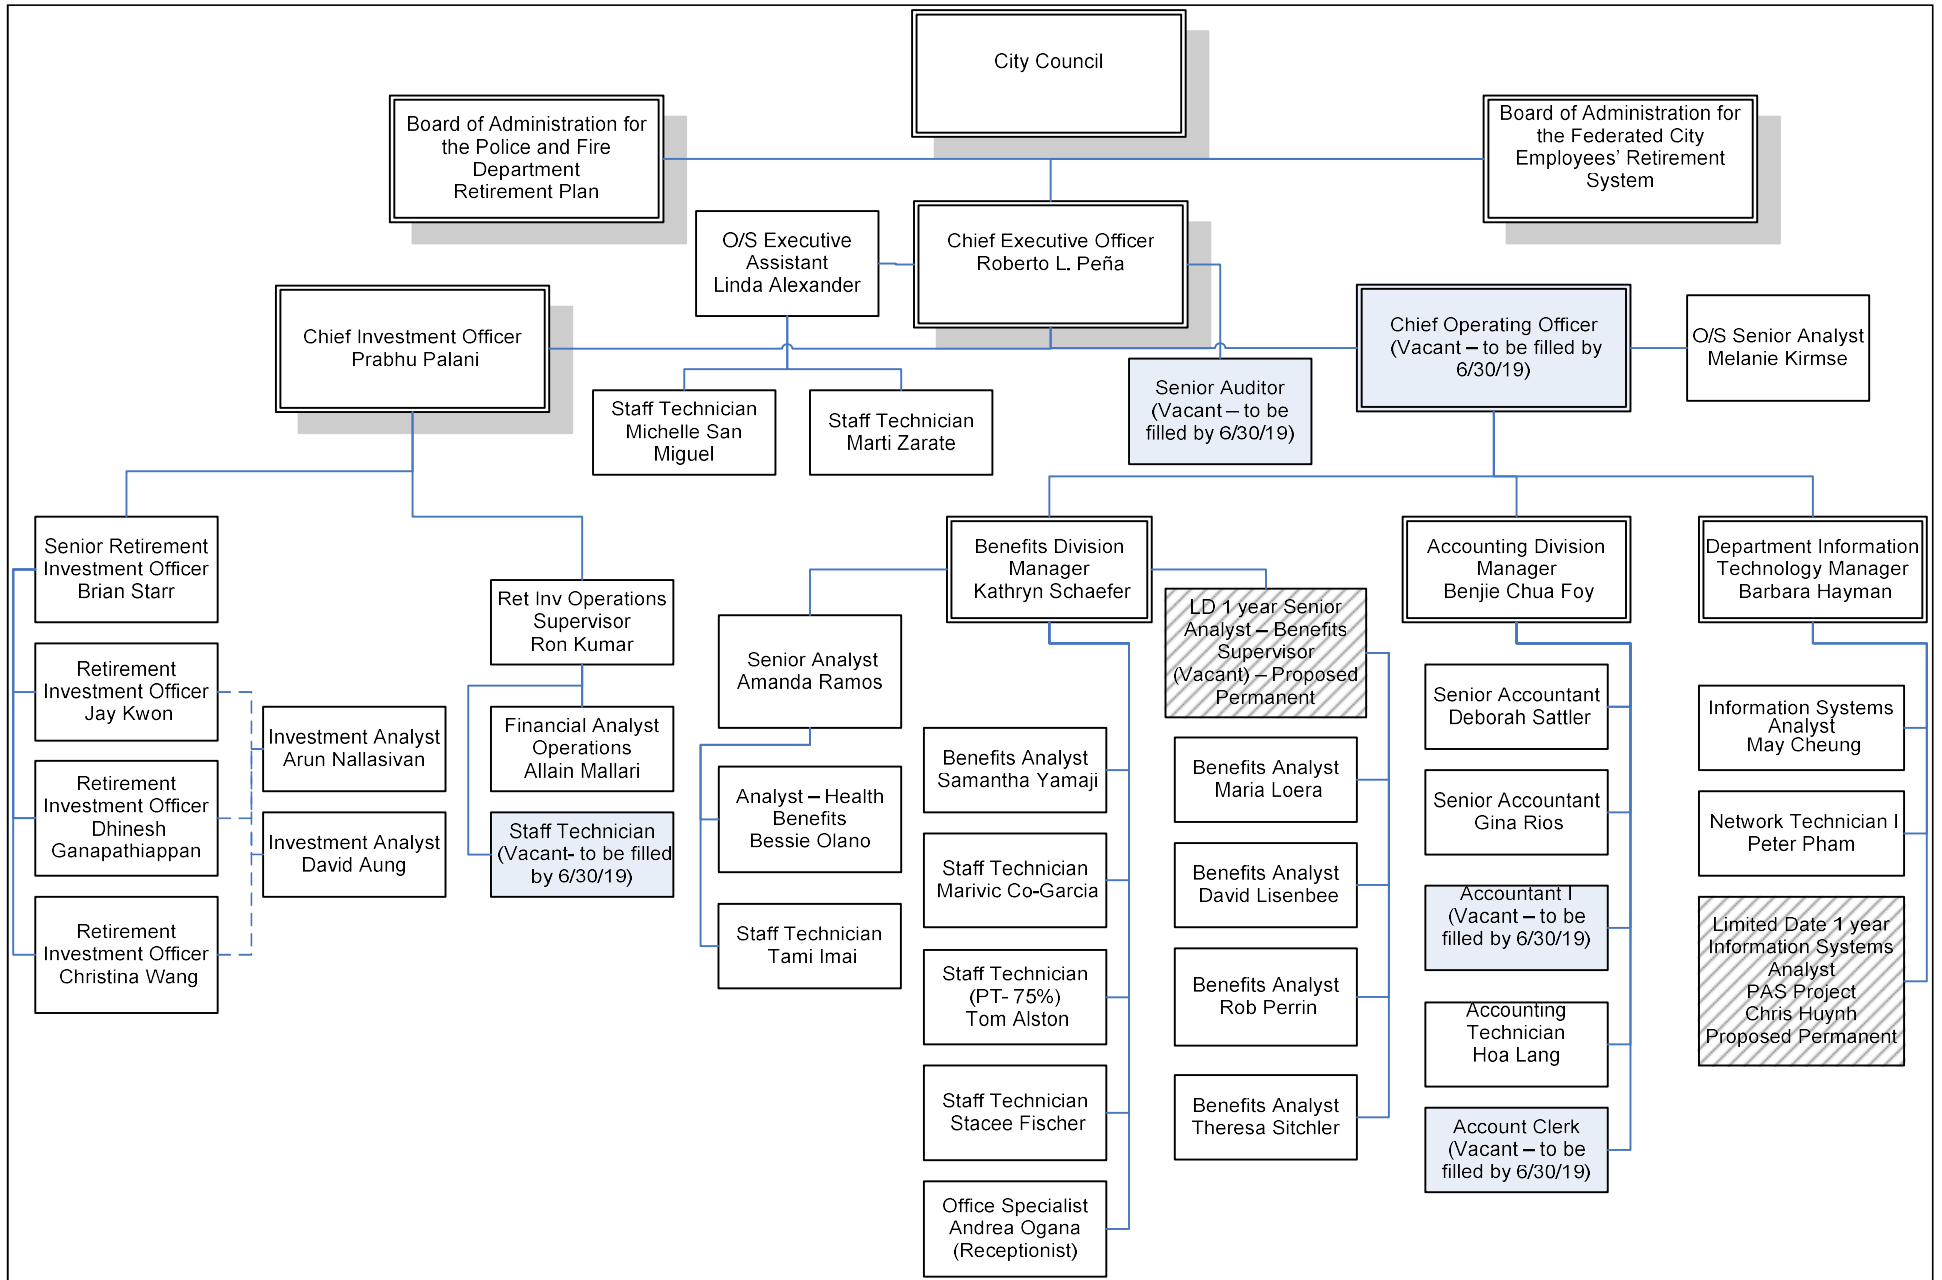 City Council
Board of Administration for
the Police and Fire
Department
Retirement Plan
Board of Administration for
the Federated City
Employees' Retirement
System
O/S Executive
Assistant
Linda Alexander
Chief Executive Officer
Roberto L. Peña
Chief Investment Officer
Prabhu Palani
Chief Operating Officer
(Vacant – to be filled by
6/30/19)
O/S Senior Analyst
Melanie Kirmse
Staff Technician
Michelle San
Miguel
Staff Technician
Marti Zarate
Senior Auditor
(Vacant – to be
filled by 6/30/19)
Senior Retirement
Investment Officer
Brian Starr
Retirement
Investment Officer
Jay Kwon
Retirement
Investment Officer
Dhinesh
Ganapathiappan
Retirement
Investment Officer
Christina Wang
Investment Analyst
Arun Nallasivan
Investment Analyst
David Aung
Ret Inv Operations
Supervisor
Ron Kumar
Financial Analyst
Operations
Allain Mallari
Staff Technician
(Vacant- to be filled
by 6/30/19)
Benefits Division
Manager
Kathryn Schaefer
Senior Analyst
Amanda Ramos
Analyst – Health
Benefits
Bessie Olano
Staff Technician
Tami Imai
Benefits Analyst
Samantha Yamaji
Staff Technician
Marivic Co-Garcia
Staff Technician
(PT- 75%)
Tom Alston
Staff Technician
Stacee Fischer
Office Specialist
Andrea Ogana
(Receptionist)
LD 1 year Senior
Analyst – Benefits
Supervisor
(Vacant) – Proposed
Permanent
Benefits Analyst
Maria Loera
Benefits Analyst
David Lisenbee
Benefits Analyst
Rob Perrin
Benefits Analyst
Theresa Sitchler
Accounting Division
Manager
Benjie Chua Foy
Senior Accountant
Deborah Sattler
Senior Accountant
Gina Rios
Accountant I
(Vacant – to be
filled by 6/30/19)
Accounting
Technician
Hoa Lang
Account Clerk
(Vacant – to be
filled by 6/30/19)
Department Information
Technology Manager
Barbara Hayman
Information Systems
Analyst
May Cheung
Network Technician I
Peter Pham
Limited Date 1 year
Information Systems
Analyst
PAS Project
Chris Huynh
Proposed Permanent